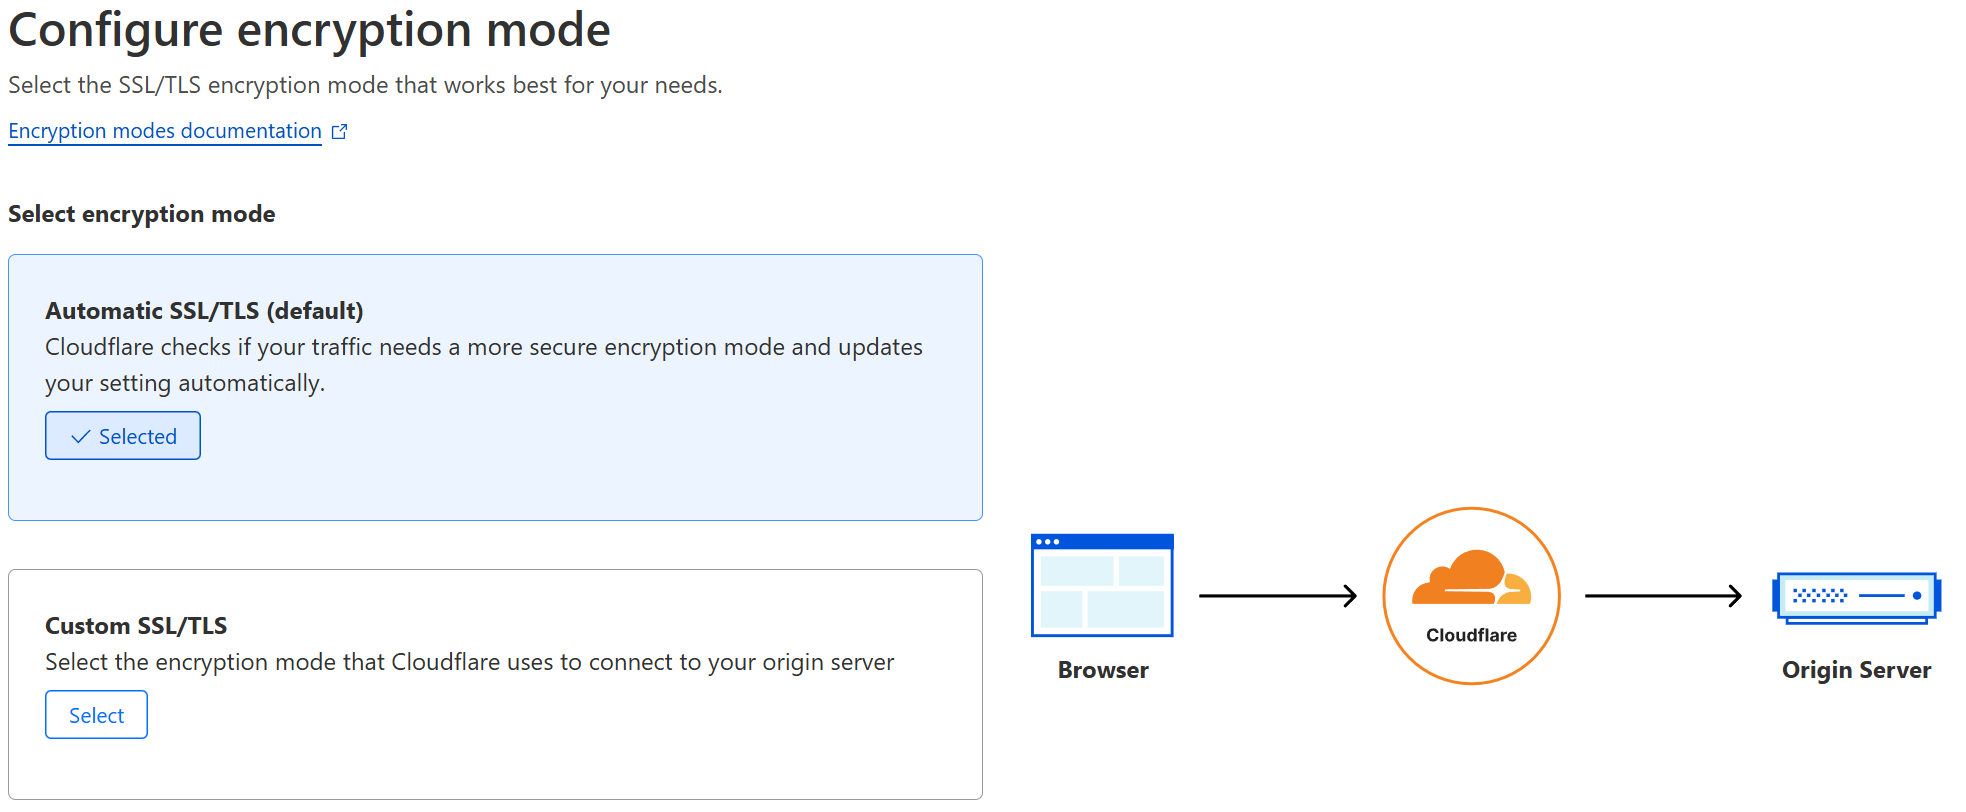 Configure encryption mode
Select the SSL/TLS encryption mode that works best for your needs.
Encryption modes documentation
Select encryption mode
Automatic SSL/TLS (default)
Cloudflare checks if your traffic needs a more secure encryption mode and updates
your setting automatically.
Selected
Custom SSL/TLS
Select the encryption mode that Cloudflare uses to connect to your origin server
Select
Browser
Cloudflare
Origin Server